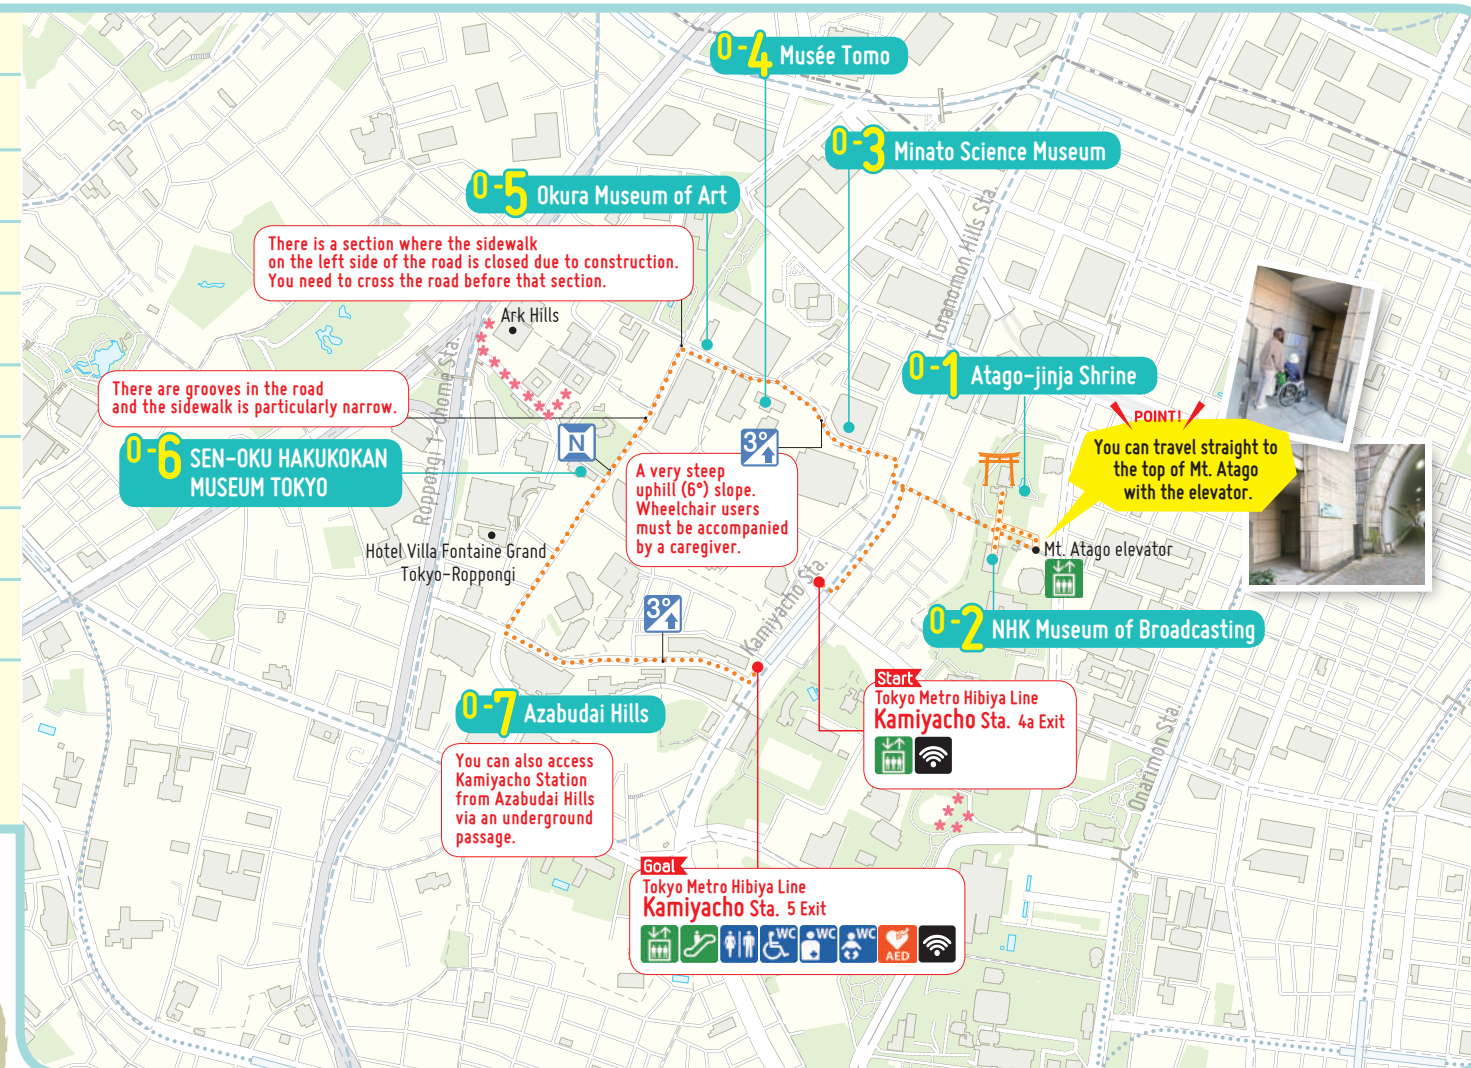 0-4 Musée Tomo
0-3 Minato Science Museum
0-5 Okura Museum of Art
There is a section where the sidewalk
on the left side of the road is closed due to construction.
You need to cross the road before that section.
Ark Hills
Toranomon Hills Sta.
Roppongi 1 chome Sta.
There are grooves in the road
and the sidewalk is particularly narrow.
0-1 Atago-jinja Shrine
POINT!
You can travel straight to
the top of Mt. Atago
with the elevator.
0-6 SEN-OKU HAKUKOKAN
MUSEUM TOKYO
N
3°
A very steep
uphill (6°) slope.
Wheelchair users
must be accompanied
by a caregiver.
Hotel Villa Fontaine Grand
Tokyo-Roppongi
Mt. Atago elevator
3°
Kamiyacho Sta.
0-2 NHK Museum of Broadcasting
0-7 Azabudai Hills
You can also access
Kamiyacho Station
from Azabudai Hills
via an underground
passage.
Start
Tokyo Metro Hibiya Line
Kamiyacho Sta. 4a Exit
Onarimon Sta.
Goal
Tokyo Metro Hibiya Line
Kamiyacho Sta. 5 Exit
WC
WC
WC
AED